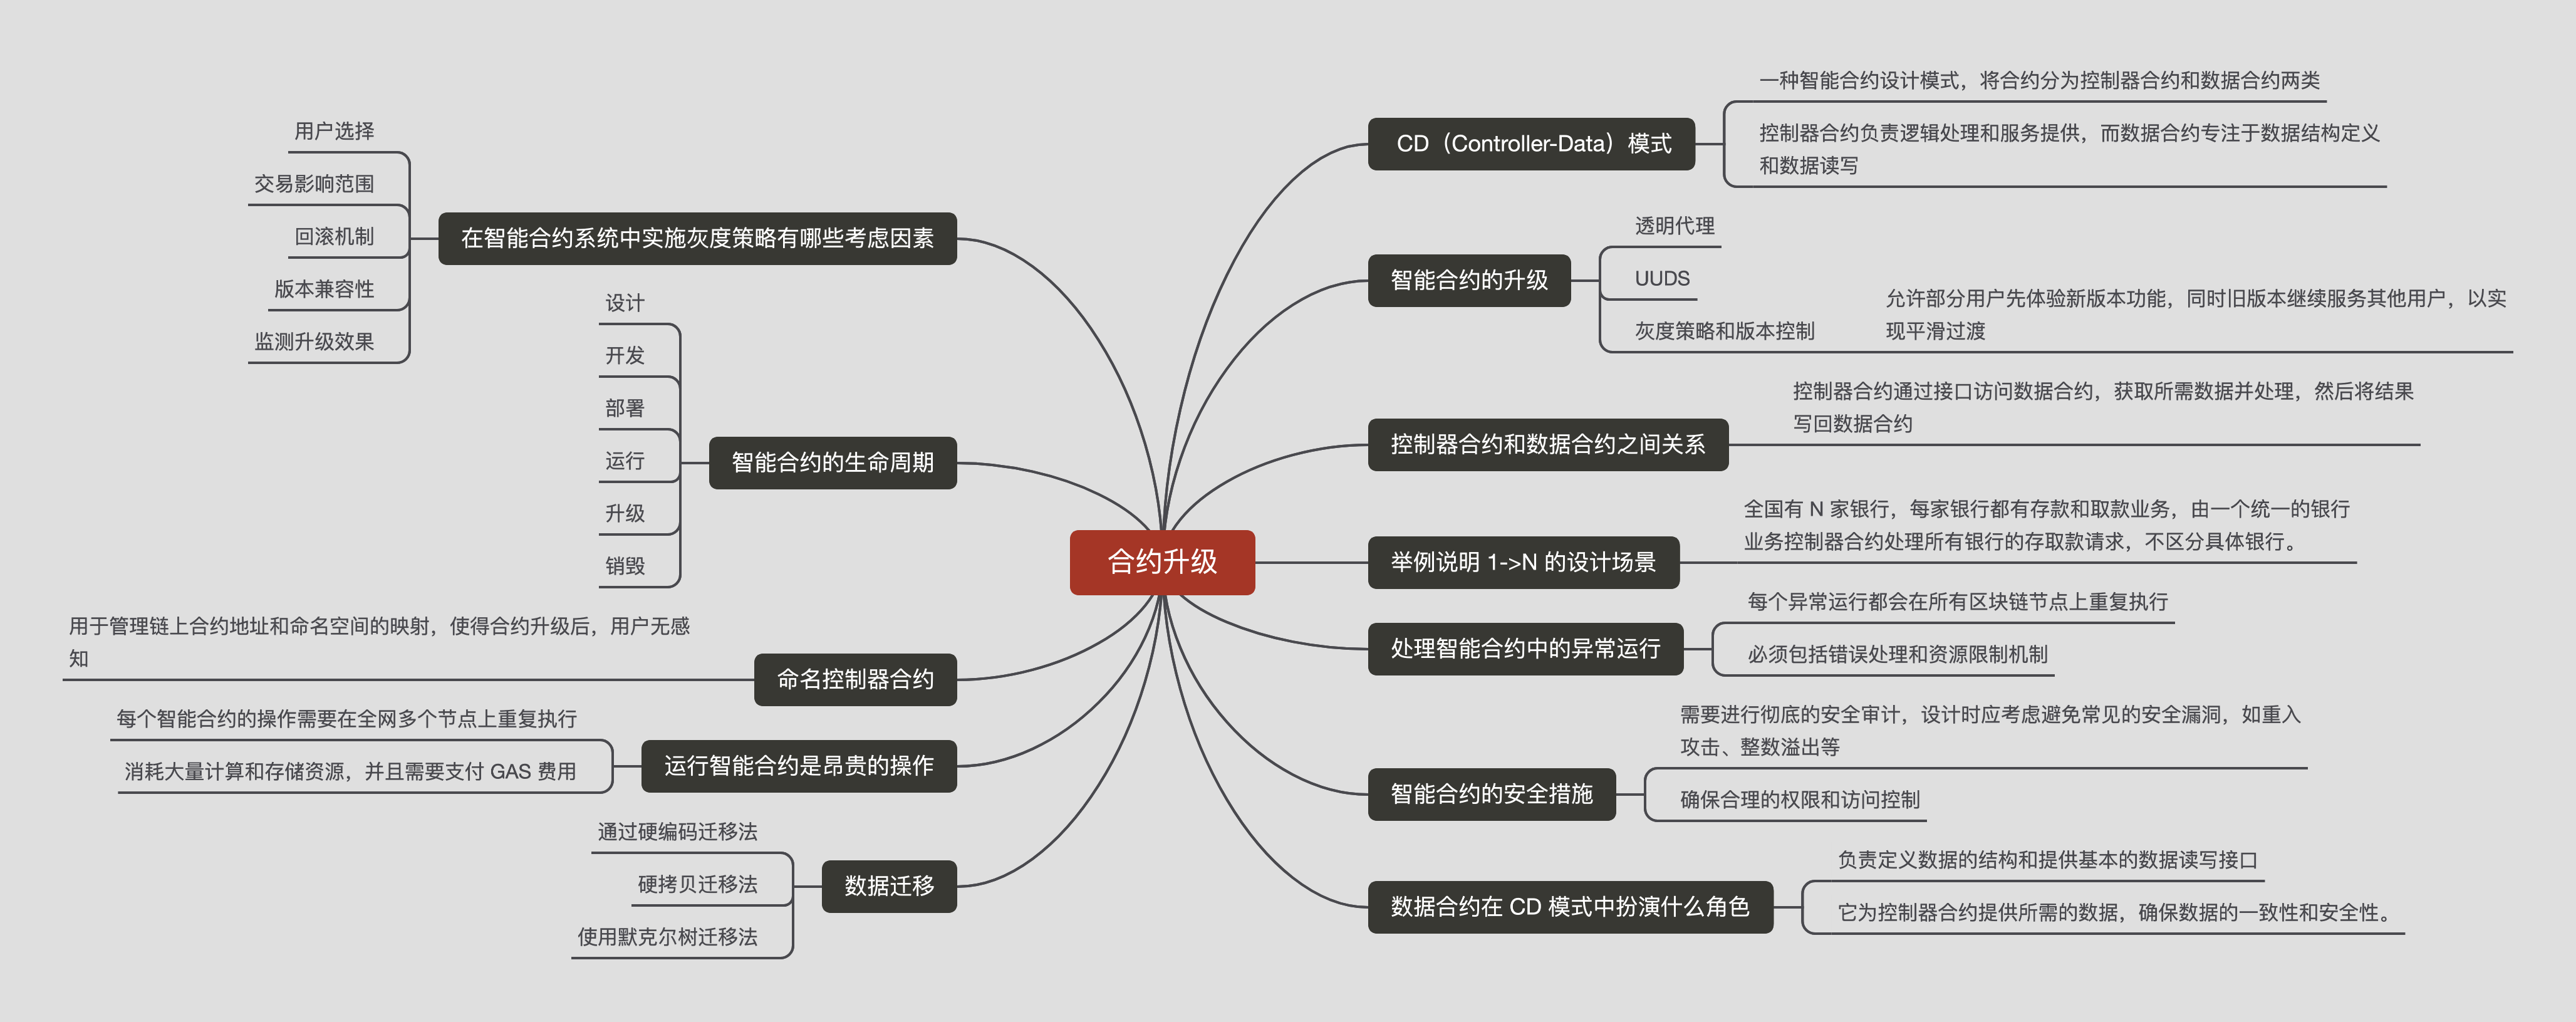 合约升级
CD（Controller-Data）模式
一种智能合约设计模式，将合约分为控制器合约和数据合约两类
控制器合约负责逻辑处理和服务提供，而数据合约专注于数据结构定义
和数据读写
智能合约的升级
透明代理
UUDS
灰度策略和版本控制
允许部分用户先体验新版本功能，同时旧版本继续服务其他用户，以实
现平滑过渡
控制器合约和数据合约之间关系
控制器合约通过接口访问数据合约，获取所需数据并处理，然后将结果
写回数据合约
举例说明 1->N 的设计场景
全国有 N 家银行，每家银行都有存款和取款业务，由一个统一的银行
业务控制器合约处理所有银行的存取款请求，不区分具体银行。
处理智能合约中的异常运行
每个异常运行都会在所有区块链节点上重复执行
必须包括错误处理和资源限制机制
智能合约的安全措施
需要进行彻底的安全审计，设计时应考虑避免常见的安全漏洞，如重入
攻击、整数溢出等
确保合理的权限和访问控制
数据合约在 CD 模式中扮演什么角色
负责定义数据的结构和提供基本的数据读写接口
它为控制器合约提供所需的数据，确保数据的一致性和安全性。
在智能合约系统中实施灰度策略有哪些考虑因素
用户选择
交易影响范围
回滚机制
版本兼容性
监测升级效果
智能合约的生命周期
设计
开发
部署
运行
升级
销毁
命名控制器合约
用于管理链上合约地址和命名空间的映射，使得合约升级后，用户无感
知
运行智能合约是昂贵的操作
每个智能合约的操作需要在全网多个节点上重复执行
消耗大量计算和存储资源，并且需要支付 GAS 费用
数据迁移
通过硬编码迁移法
硬拷贝迁移法
使用默克尔树迁移法